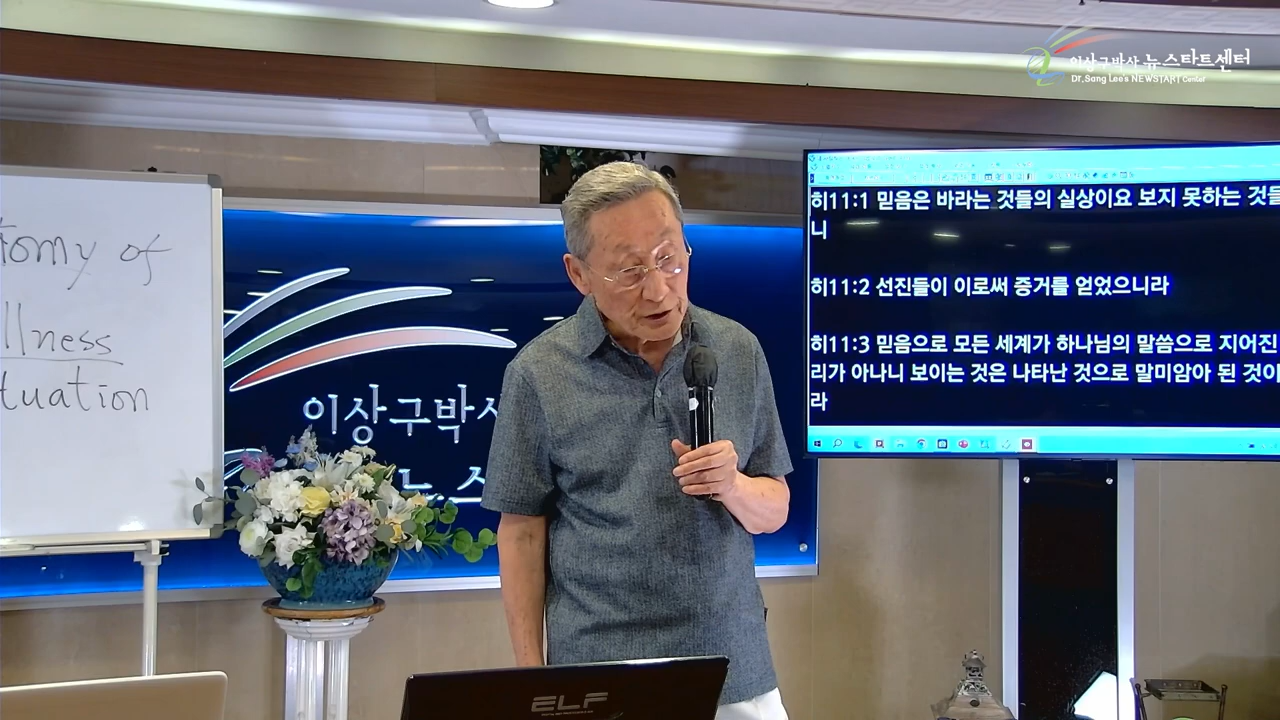 이상구박사 뉴스타트센터
Dr.Sang Lee's NEWSTART Center
tomy of
llness
tuation
이상구박사
뉴스
히11:1 믿음은 바라는 것들의 실상이요 보지 못하는 것들
니
히11:2 선진들이 이로써 증거를 얻었으니라
히11:3 믿음으로 모든 세계가 하나님의 말씀으로 지어진
리가 아나니 보이는 것은 나타난 것으로 말미암아 된 것이
라
ELF